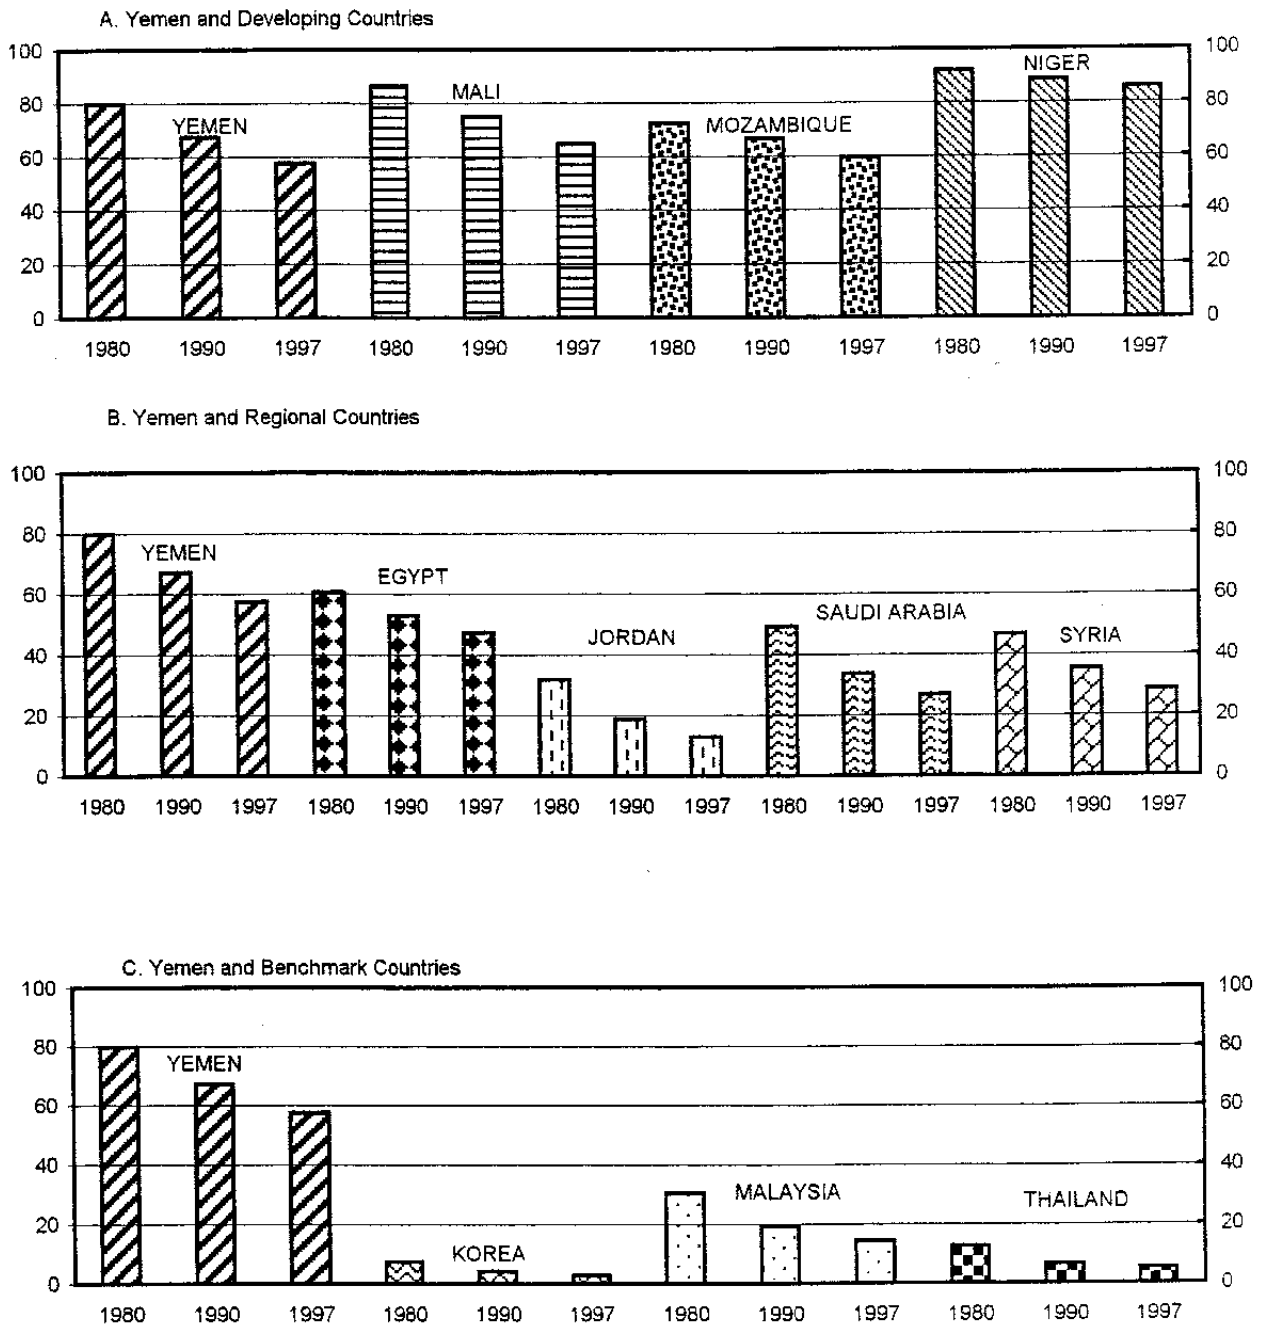 A. Yemen and Developing Countries
100 100
NIGER
MALI
80 80
YEMEN MOZAMBIQUE
60 60
40 40
20 20
0 0
1980 1990 1997 1980 1990 1997 1980 1990 1997 1980 1990 1997
B. Yemen and Regional Countries
100 100
80 80
YEMEN
EGYPT
60 60
SAUDI ARABIA
JORDAN SYRIA
40 40
20 20
0 0
1980 1990 1997 1980 1990 1997 1980 1990 1997 1980 1990 1997 1980 1990 1997
C. Yemen and Benchmark Countries
100 100
80 80
YEMEN
60 60
40 40
MALAYSIA THAILAND
20 20
KOREA
0 0
1980 1990 1997 1980 1990 1997 1980 1990 1997 1980 1990 1997